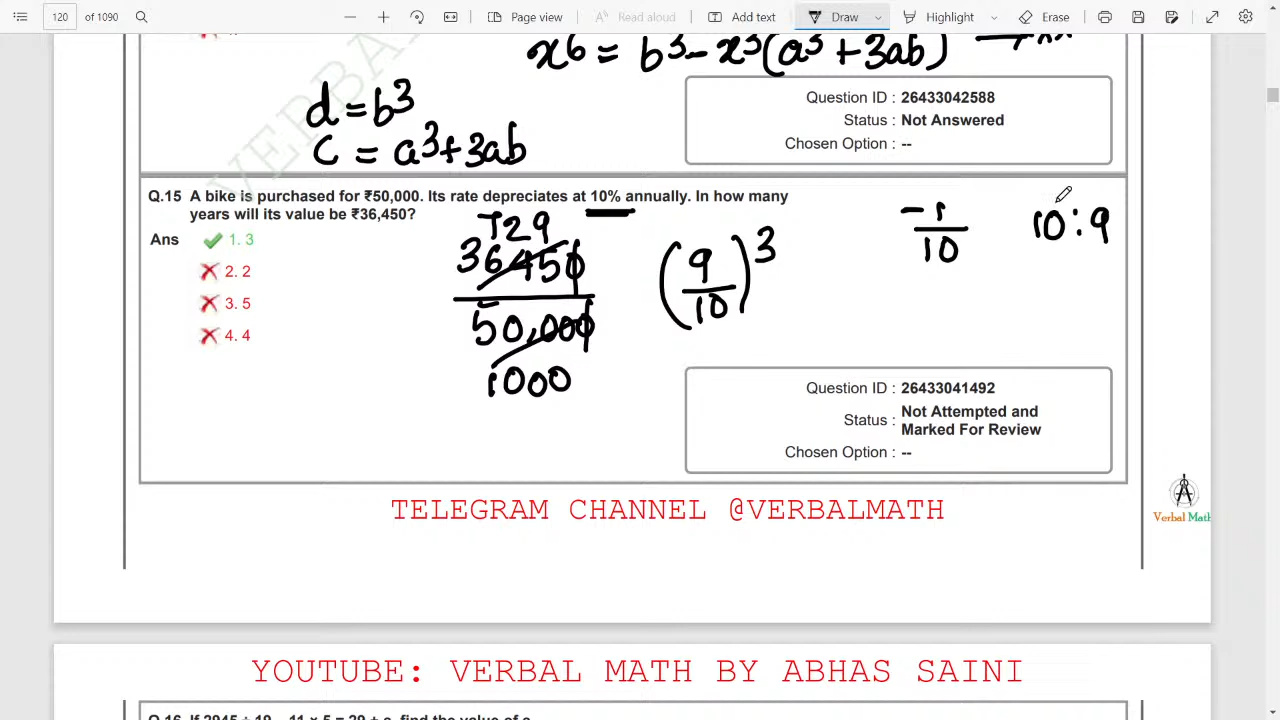 120 of 1090 Page view Read aloud Add text Draw Highlight Erase
x6 = b3 - x3(a3 + 3ab)
d = b3
c = a3 + 3ab
Question ID : 26433042588
Status : Not Answered
Chosen Option : --
Q.15 A bike is purchased for ₹50,000. Its rate depreciates at 10% annually. In how many
years will its value be ₹36,450?
Ans 1. 3
2. 2
3. 5
4. 4
729
36450
50,000
1000
(9/10)3
-1/10
10:9
Question ID : 26433041492
Status : Not Attempted and
Marked For Review
Chosen Option : --
TELEGRAM CHANNEL @VERBALMATH
Verbal Math
YOUTUBE: VERBAL MATH BY ABHAS SAINI